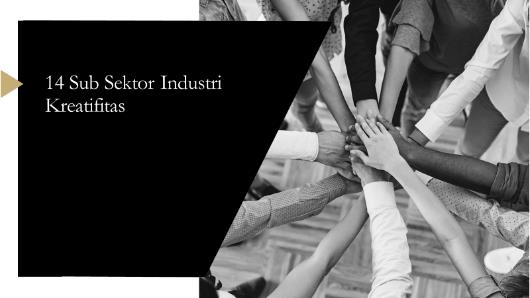 14 Sub Sektor Industri
Kreatifitas